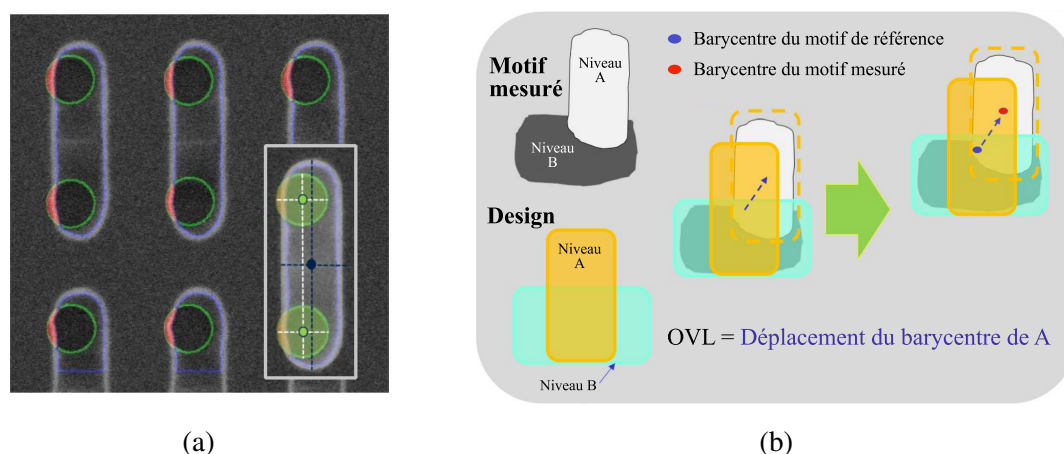 Motif
mesuré
Niveau
A
Niveau
B
Barycentre du motif de référence
Barycentre du motif mesuré
Design
Niveau
A
Niveau B
OVL = Déplacement du barycentre de A
(a)
(b)